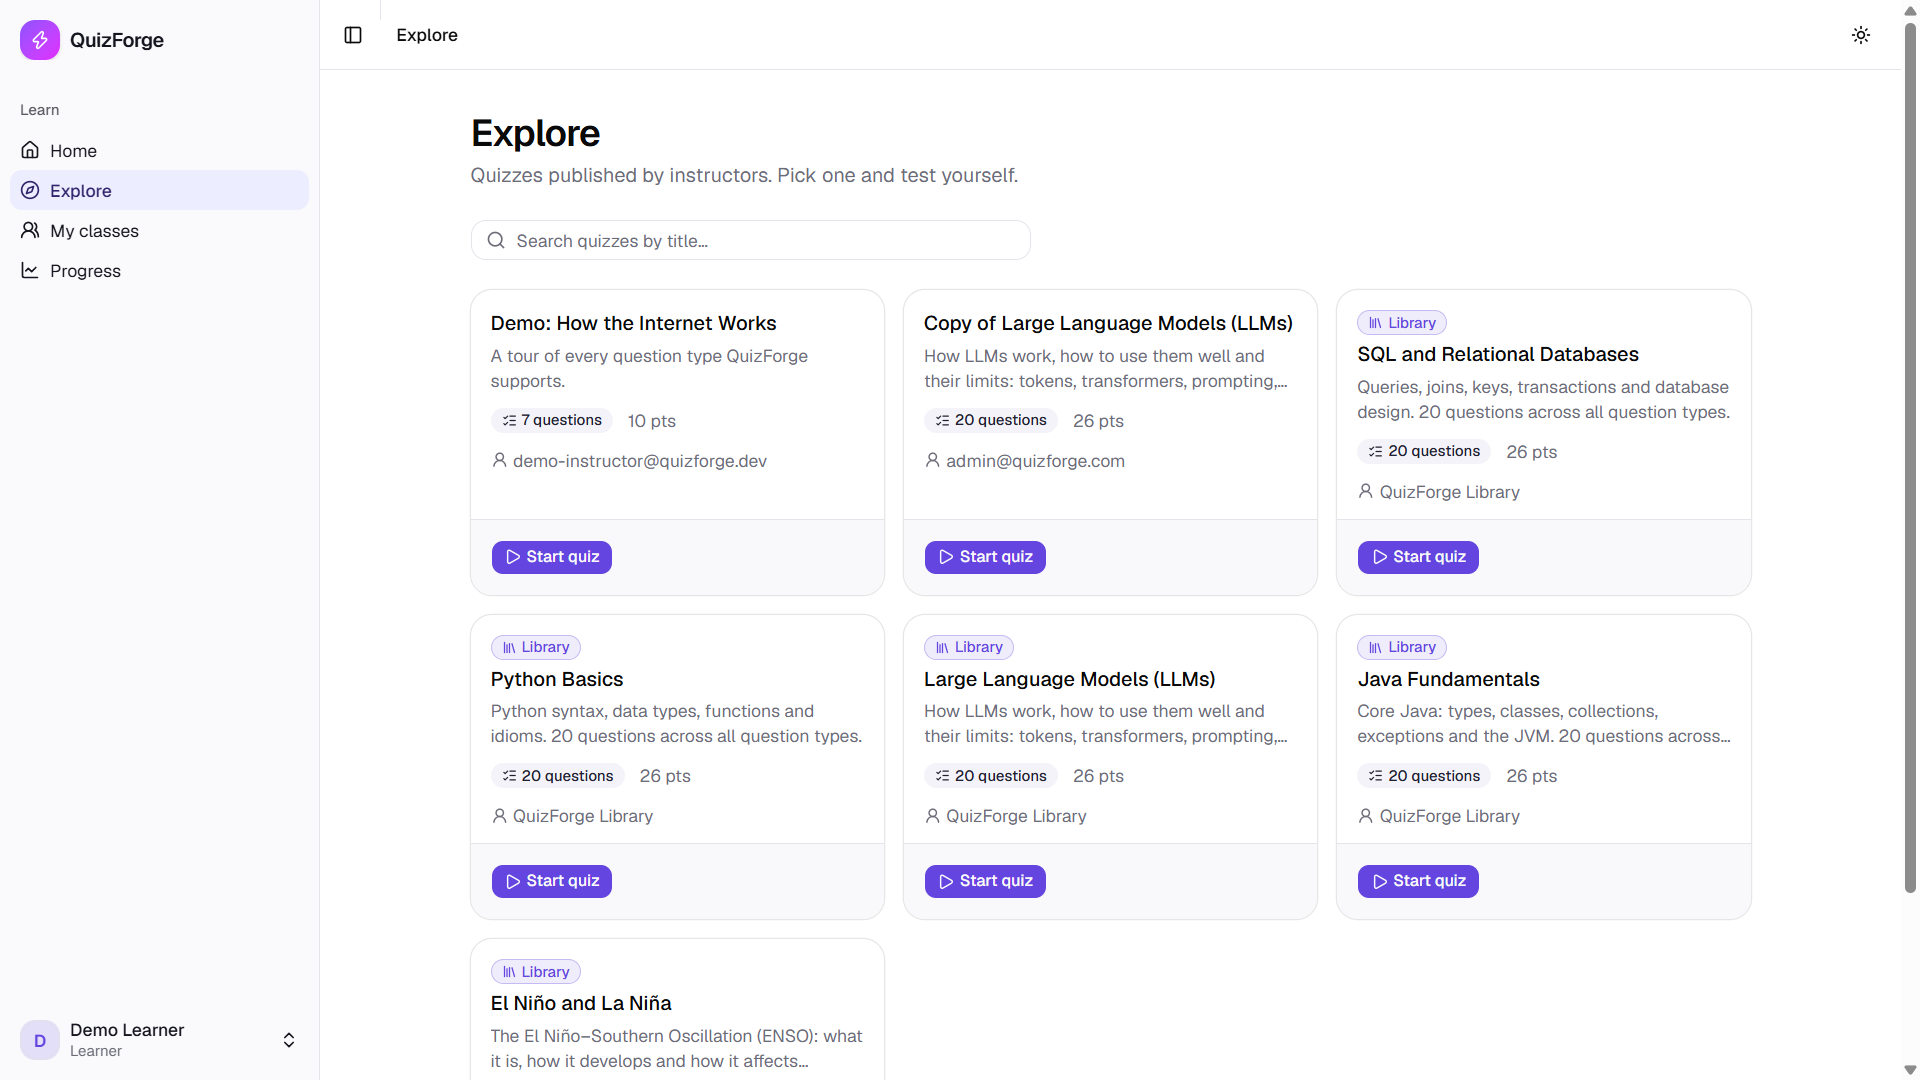 QuizForge
Learn
Home
Explore
My classes
Progress
Demo Learner
Learner
D
Explore
Explore
Quizzes published by instructors. Pick one and test yourself.
Search quizzes by title...
Demo: How the Internet Works
A tour of every question type QuizForge
supports.
7 questions 10 pts
demo-instructor@quizforge.dev
Start quiz
Copy of Large Language Models (LLMs)
How LLMs work, how to use them well and
their limits: tokens, transformers, prompting,...
20 questions 26 pts
admin@quizforge.com
Start quiz
Library
SQL and Relational Databases
Queries, joins, keys, transactions and database
design. 20 questions across all question types.
20 questions 26 pts
QuizForge Library
Start quiz
Library
Python Basics
Python syntax, data types, functions and
idioms. 20 questions across all question types.
20 questions 26 pts
QuizForge Library
Start quiz
Library
Large Language Models (LLMs)
How LLMs work, how to use them well and
their limits: tokens, transformers, prompting,...
20 questions 26 pts
QuizForge Library
Start quiz
Library
Java Fundamentals
Core Java: types, classes, collections,
exceptions and the JVM. 20 questions across...
20 questions 26 pts
QuizForge Library
Start quiz
Library
El Niño and La Niña
The El Niño–Southern Oscillation (ENSO): what
it is, how it develops and how it affects...